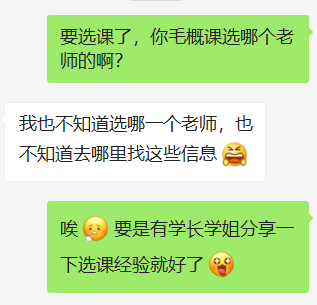 要选课了，你毛概课选哪个老
师的啊？
我也不知道选哪一个老师，也
不知道去哪里找这些信息
唉 要是有学长学姐分享一
下选课经验就好了